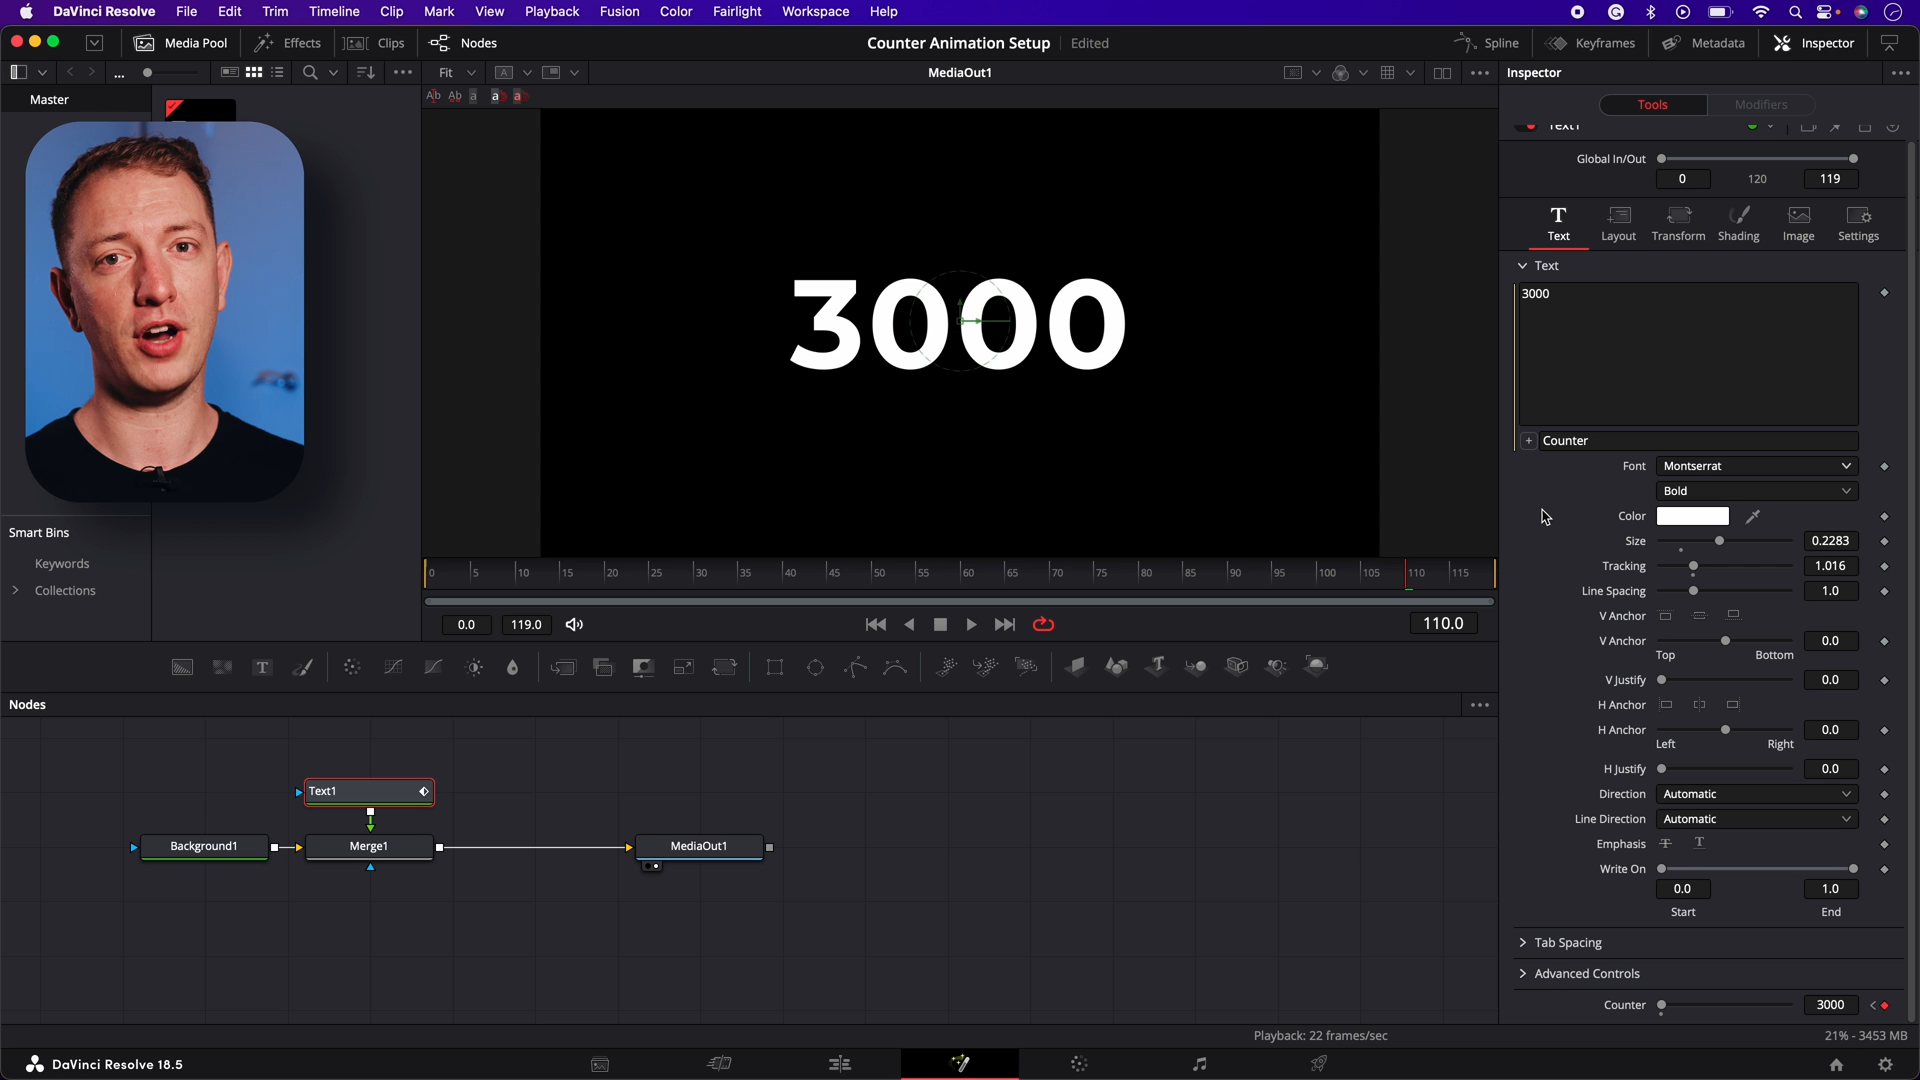 DaVinci Resolve File Edit Trim Timeline Clip Mark View Playback Fusion Color Fairlight Workspace Help
Media Pool Effects Clips Nodes Counter Animation Setup Edited Spline Keyframes Metadata Inspector
... Fit A MediaOut1 Inspector
Master Ab Ab a a a Tools Modifiers
Text1
Global In/Out
0 120 119
T
Text Layout Transform Shading Image Settings
Text
3000
3000
+ Counter
Font Montserrat
Bold
Color
Smart Bins
Size 0.2283
Keywords
Tracking 1.016
0 5 10 15 20 25 30 35 40 45 50 55 60 65 70 75 80 85 90 95 100 105 110 115
Collections
Line Spacing 1.0
V Anchor
0.0 119.0 110.0
V Anchor 0.0
Top Bottom
T
V Justify 0.0
Nodes
H Anchor
H Anchor 0.0
Left Right
H Justify 0.0
Text1
Direction Automatic
Line Direction Automatic
Background1 Merge1 MediaOut1
Emphasis T T
Write On
0.0 1.0
Start End
Tab Spacing
Advanced Controls
Counter 3000
Playback: 22 frames/sec 21% - 3453 MB
DaVinci Resolve 18.5